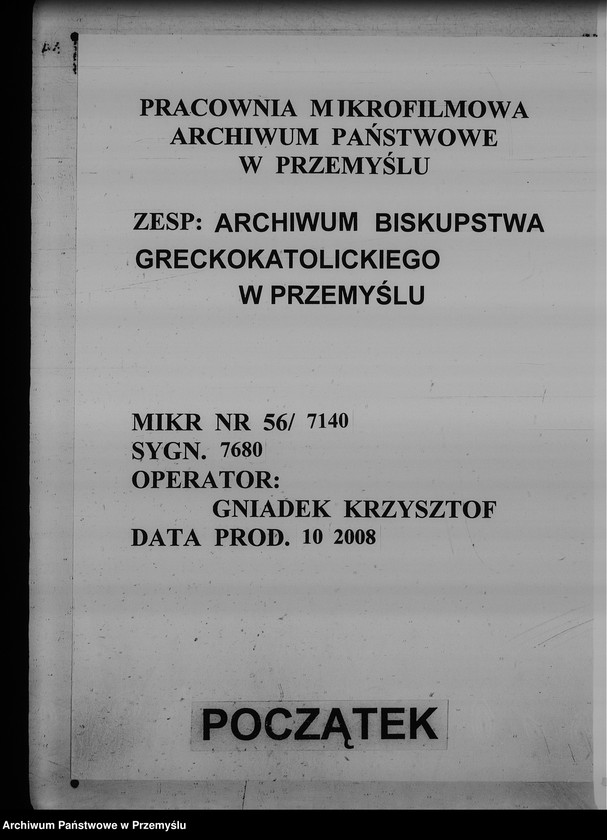 PRACOWNIA MIKROFILMOWA
ARCHIWUM PAŃSTWOWE
W PRZEMYŚLU
ZESP: ARCHIWUM BISKUPSTWA
GRECKOKATOLICKIEGO
W PRZEMYŚLU
MIKR NR 56/ 7140
SYGN. 7680
OPERATOR:
GNIADEK KRZYSZTOF
DATA PROD. 10 2008
POCZĄTEK
Archiwum Państwowe w Przemyślu